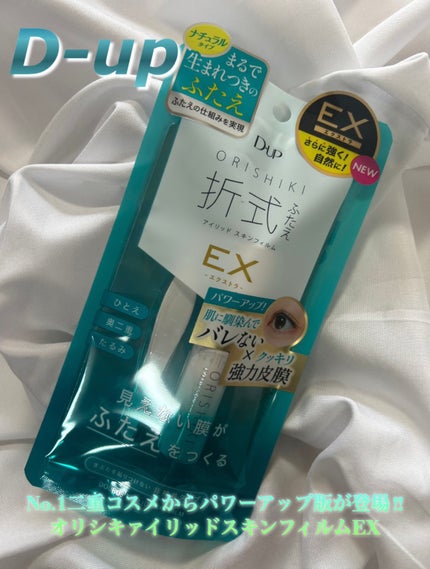 D-up
ナチュラル
タイプ
まるで
生まれつきの
ふたえ
ふたえの仕組みを実現
EX
エクストラ
さらに強く!
自然に!
NEW
D-UP
ORISHIKI
折式
ふたえ
アイリッド スキンフィルム
EX
-エクストラ-
パワーアップ!
肌に馴染んで
バレない
×クッキリ
強力皮膜
ひとえ
奥二重
たるみ
ORISHIKI
見えない膜が
ふたえをつくる
No.1二重コスメからパワーアップ版が登場‼
オリシキァイリッドスキンフィルムEX